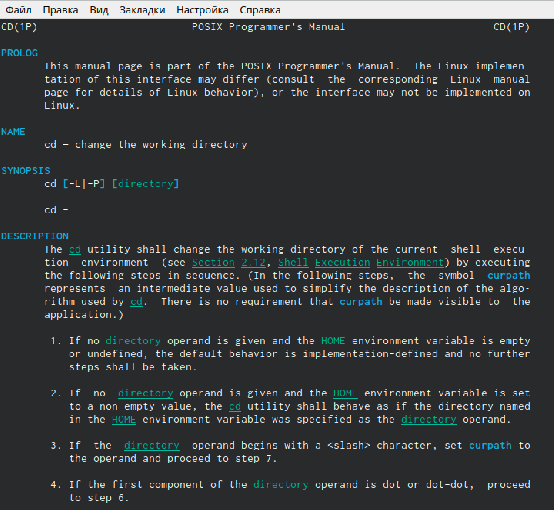 Файл Правка Вид Закладки Настройка Справка
CD(1P) POSIX Programmer's Manual CD(1P)
PROLOG
This manual page is part of the POSIX Programmer's Manual. The Linux implemen‐
tation of this interface may differ (consult the corresponding Linux manual
page for details of Linux behavior), or the interface may not be implemented on
Linux.
NAME
cd — change the working directory
SYNOPSIS
cd [-L|-P] [directory]
cd -
DESCRIPTION
The cd utility shall change the working directory of the current shell execu‐
tion environment (see Section 2.12, Shell Execution Environment) by executing
the following steps in sequence. (In the following steps, the symbol curpath
represents an intermediate value used to simplify the description of the algo‐
rithm used by cd. There is no requirement that curpath be made visible to the
application.)
1. If no directory operand is given and the HOME environment variable is empty
or undefined, the default behavior is implementation-defined and no further
steps shall be taken.
2. If no directory operand is given and the HOME environment variable is set
to a non empty value, the cd utility shall behave as if the directory named
in the HOME environment variable was specified as the directory operand.
3. If the directory operand begins with a <slash> character, set curpath to
the operand and proceed to step 7.
4. If the first component of the directory operand is dot or dot-dot, proceed
to step 6.